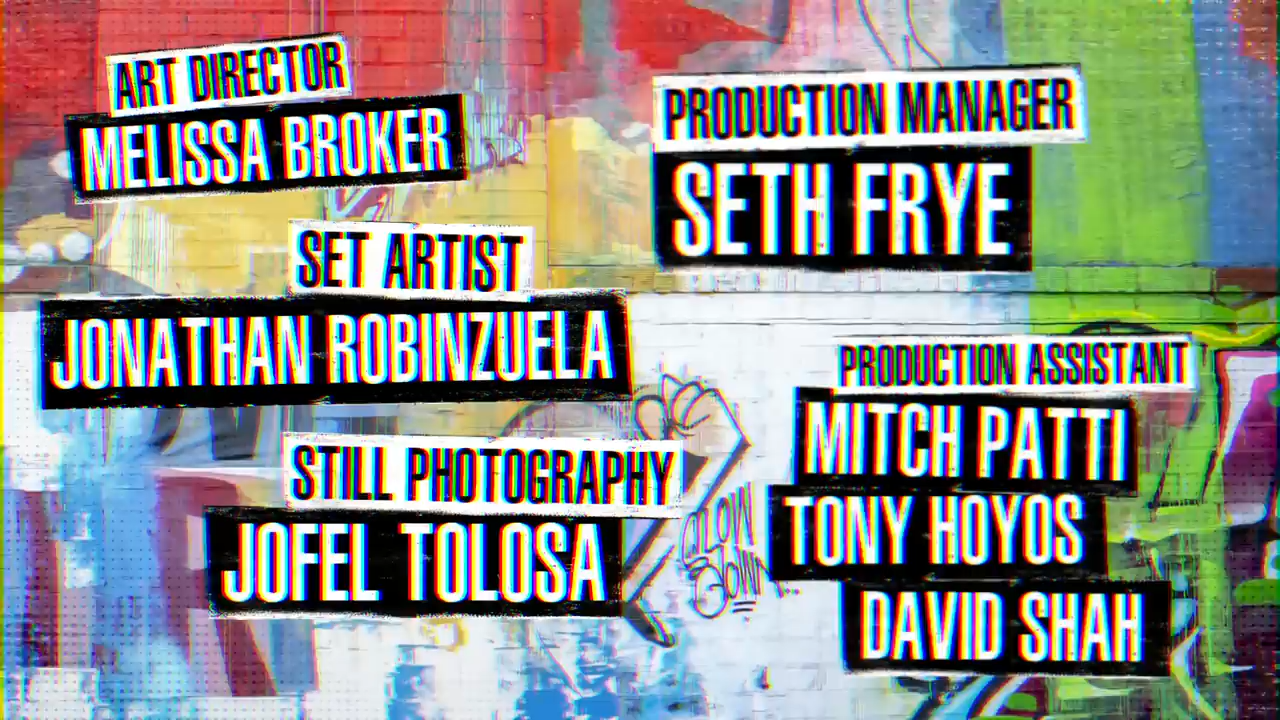 ART DIRECTOR
MELISSA BROKER
SET ARTIST
JONATHAN ROBINZUELA
STILL PHOTOGRAPHY
JOFEL TOLOSA
PRODUCTION MANAGER
SETH FRYE
PRODUCTION ASSISTANT
MITCH PATTI
TONY HOYOS
DAVID SHAH